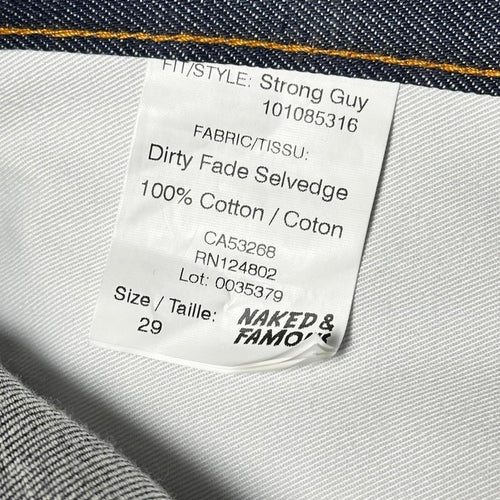 FIT/STYLE: Strong Guy
101085316
FABRIC/TISSU:
Dirty Fade Selvedge
100% Cotton / Coton
CA53268
RN124802
Lot: 0035379
Size / Taille:
29
NAKED &
FAMOUS